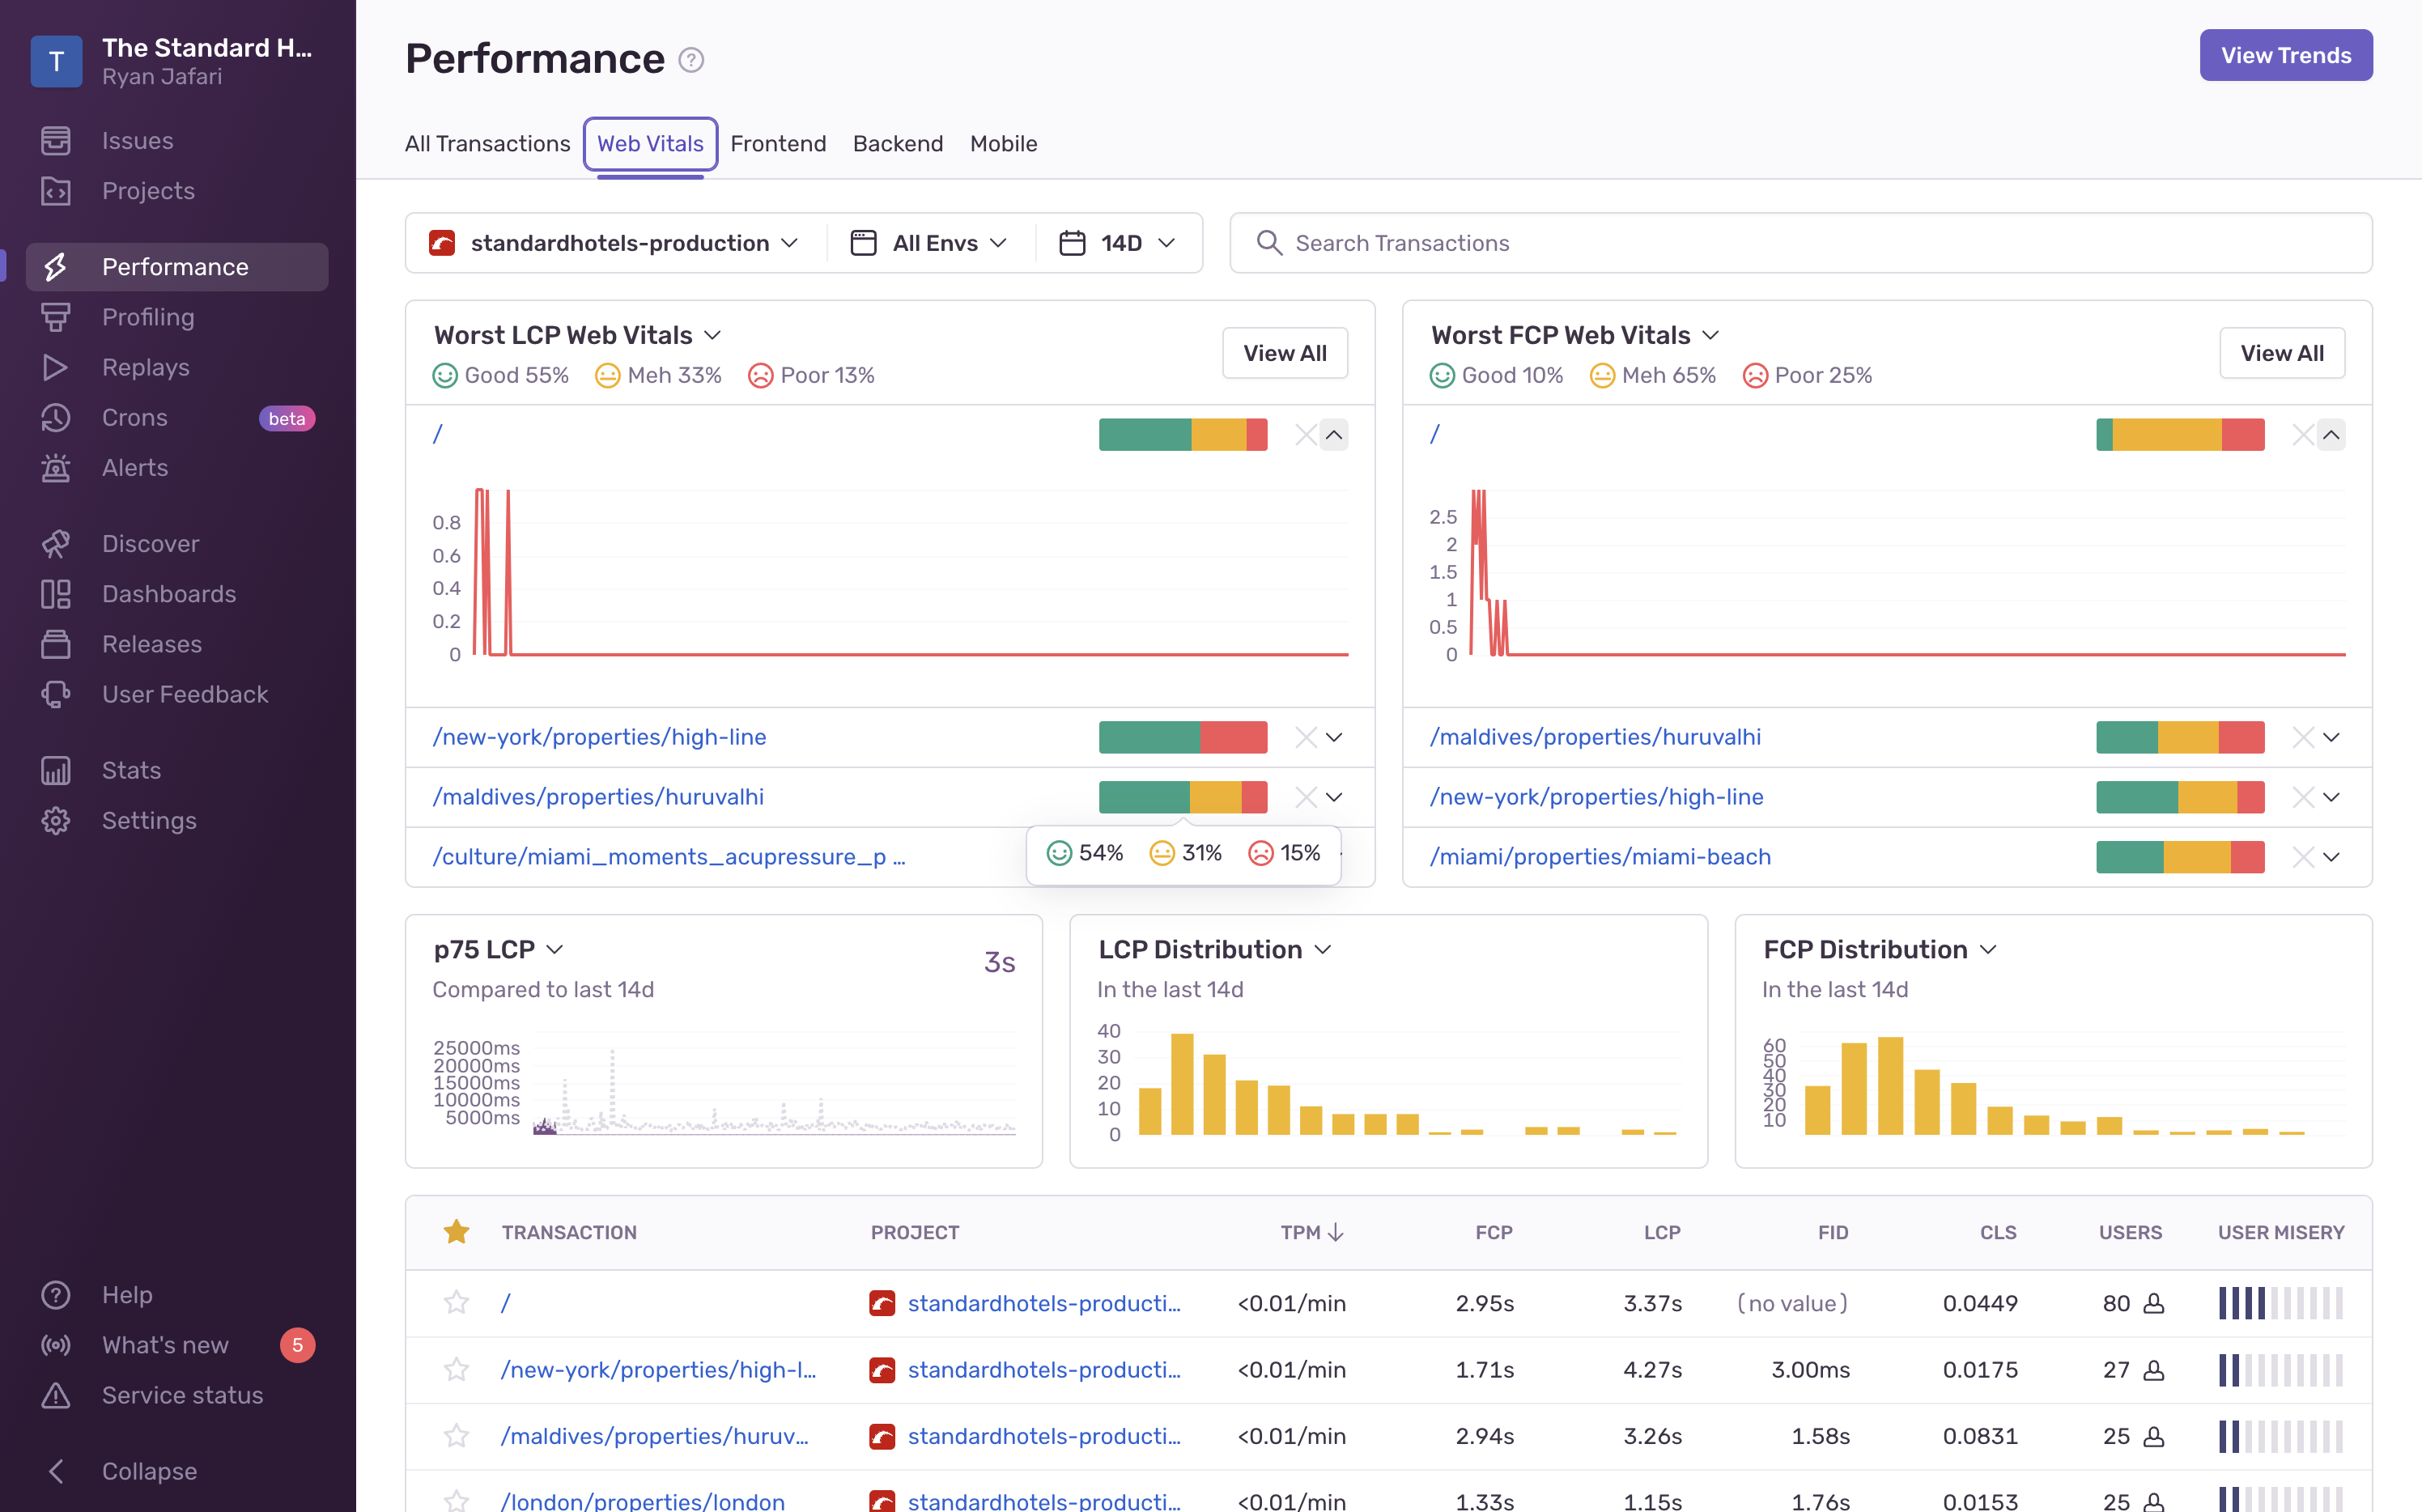 T
The Standard H...
Ryan Jafari
Issues
Projects
Performance
Profiling
Replays
Crons beta
Alerts
Discover
Dashboards
Releases
User Feedback
Stats
Settings
Help
What's new 5
Service status
Collapse
Performance ?
View Trends
All Transactions Web Vitals Frontend Backend Mobile
standardhotels-production All Envs 14D Search Transactions
Worst LCP Web Vitals
Good 55% Meh 33% Poor 13%
View All
/
0.8
0.6
0.4
0.2
0
/new-york/properties/high-line
/maldives/properties/huruvalhi
/culture/miami_moments_acupressure_p ...
54% 31% 15%
Worst FCP Web Vitals
Good 10% Meh 65% Poor 25%
View All
/
2.5
2
1.5
1
0.5
0
/maldives/properties/huruvalhi
/new-york/properties/high-line
/miami/properties/miami-beach
p75 LCP
3s
Compared to last 14d
25000ms
20000ms
15000ms
10000ms
5000ms
LCP Distribution
In the last 14d
40
30
20
10
0
FCP Distribution
In the last 14d
60
50
40
30
20
10
TRANSACTION PROJECT TPM FCP LCP FID CLS USERS USER MISERY
/ standardhotels-producti... <0.01/min 2.95s 3.37s (no value) 0.0449 80
/new-york/properties/high-l... standardhotels-producti... <0.01/min 1.71s 4.27s 3.00ms 0.0175 27
/maldives/properties/huruv... standardhotels-producti... <0.01/min 2.94s 3.26s 1.58s 0.0831 25
/london/properties/london standardhotels-producti... <0.01/min 1.33s 1.15s 1.76s 0.0153 25